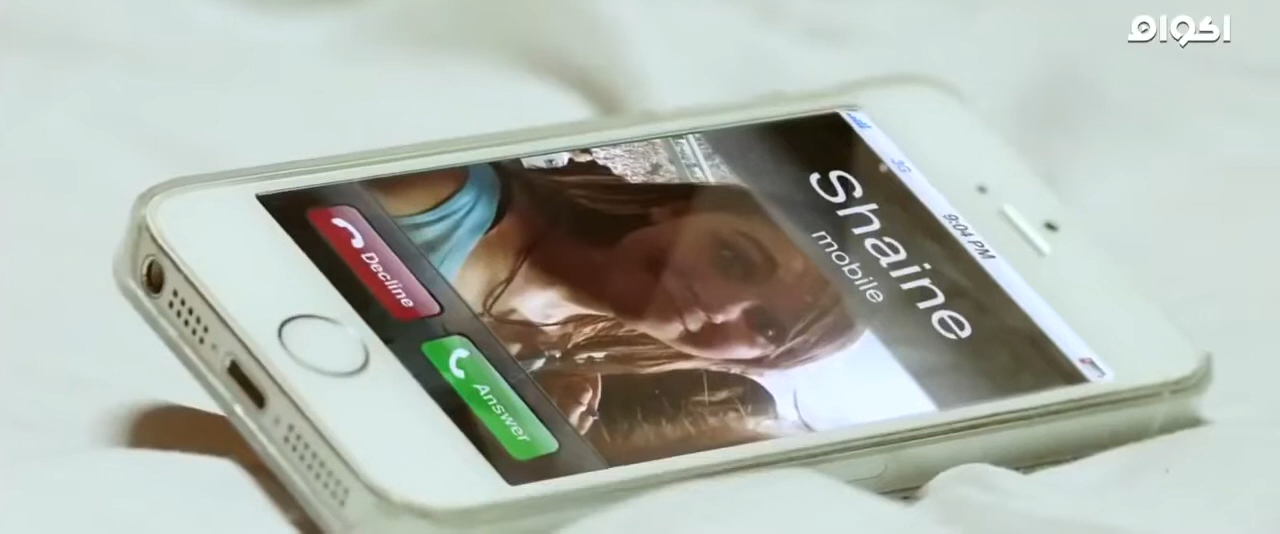 اكوام
3G
9:04 PM
Shaine
mobile
Decline
Answer